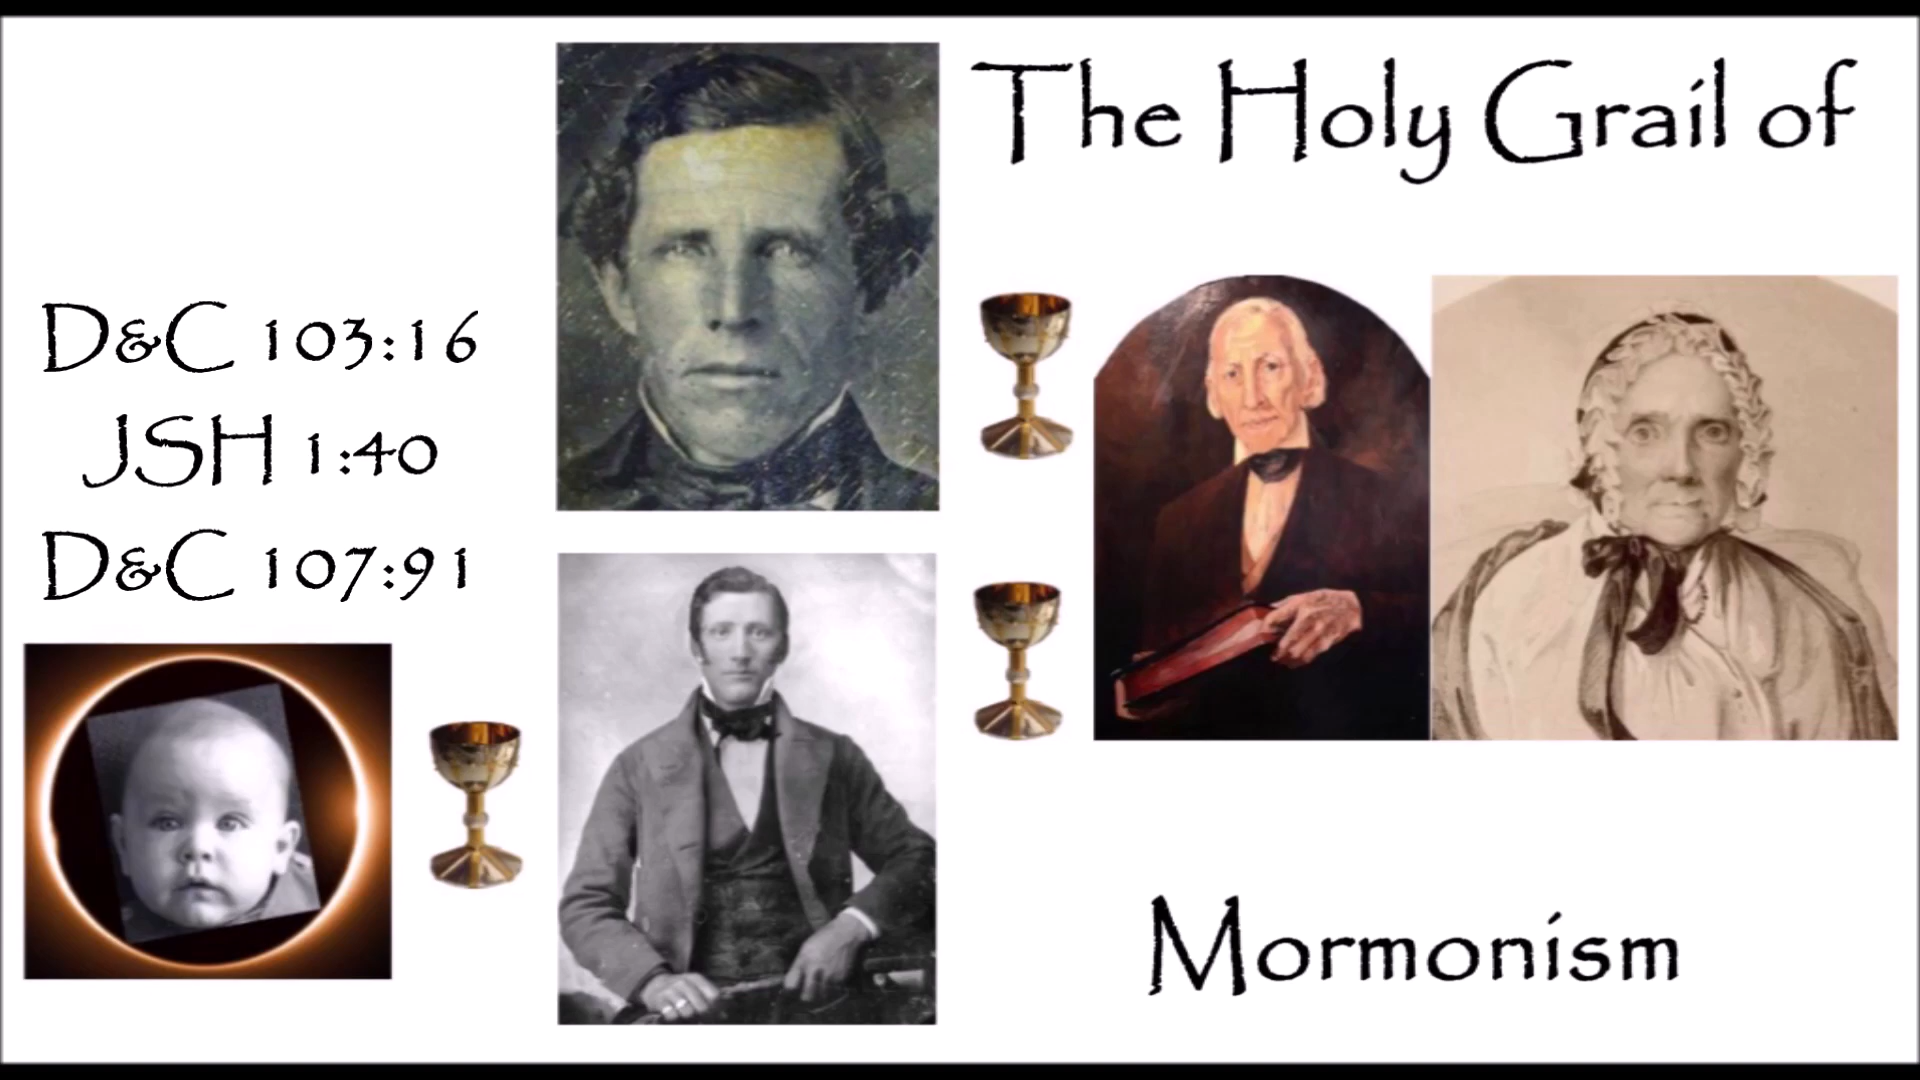 The Holy Grail of
D&C 103:16
JSH 1:40
D&C 107:91
Mormonism